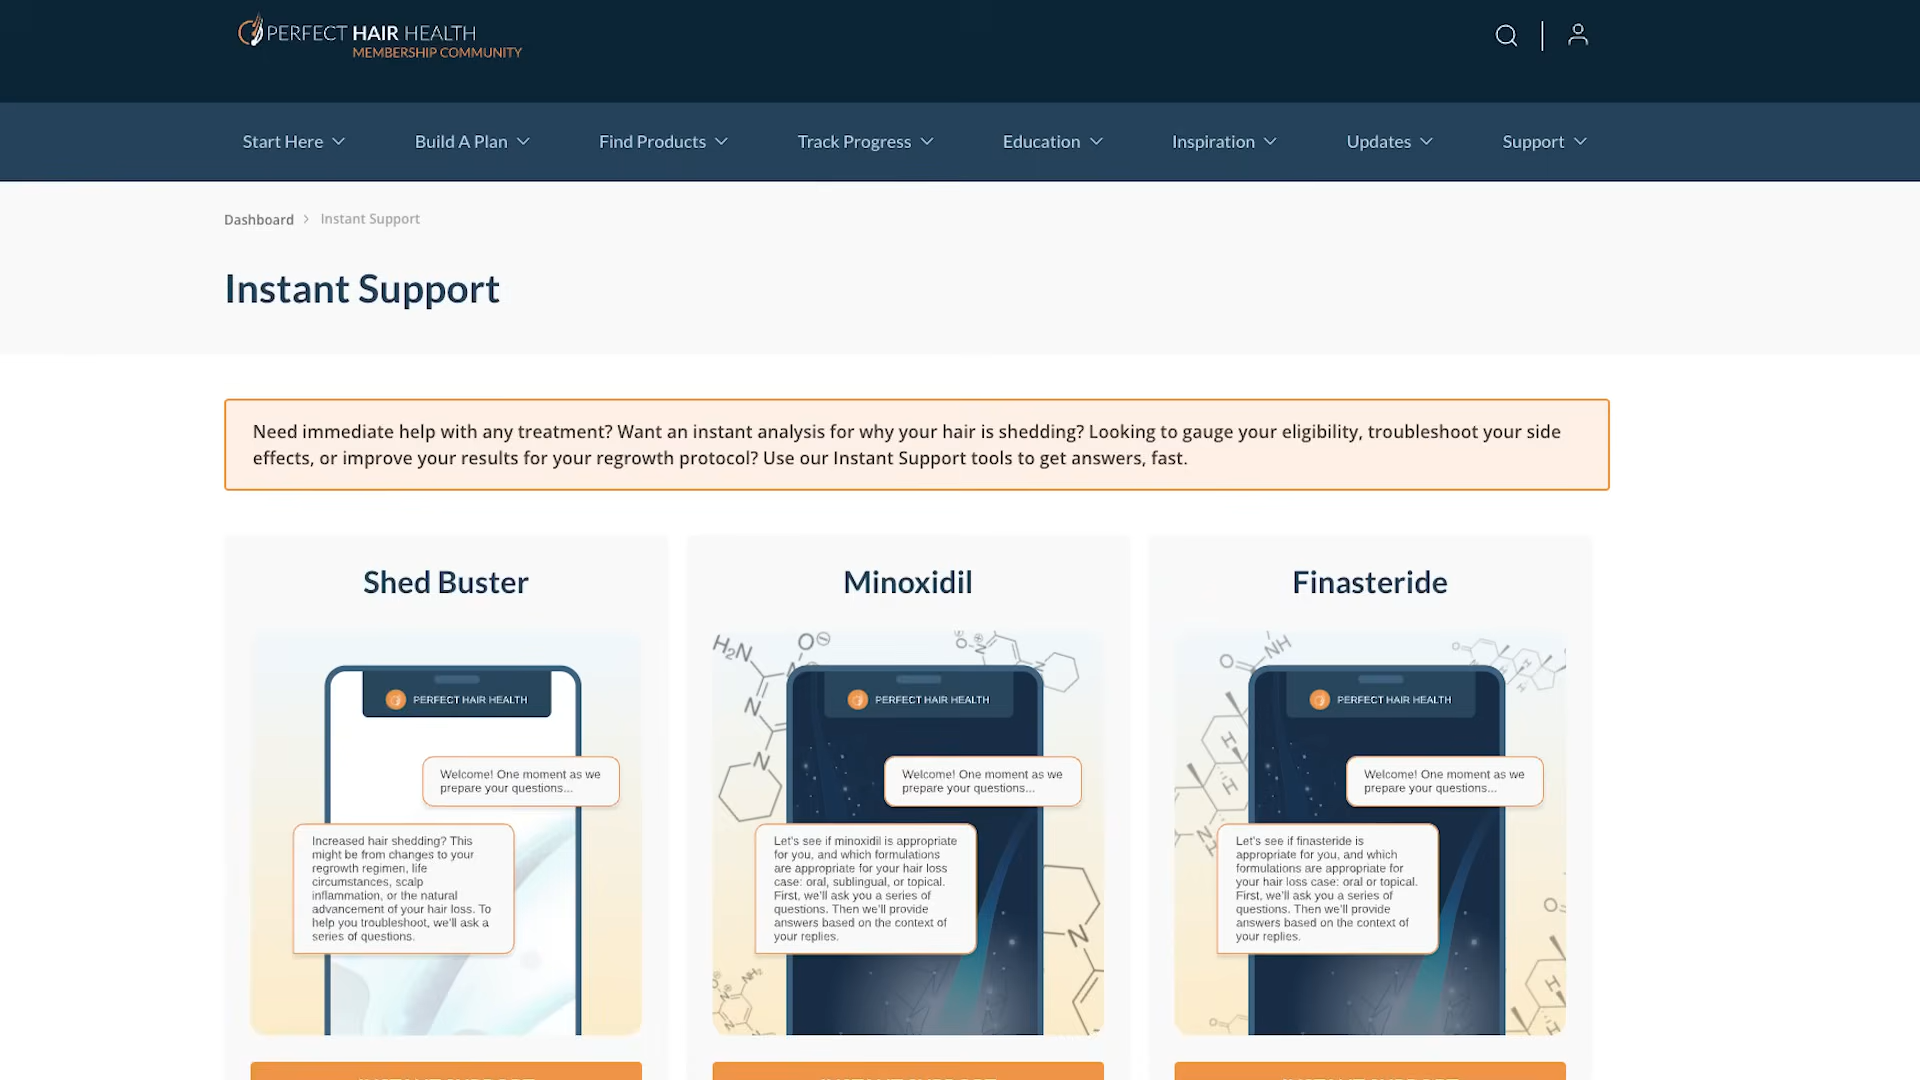 PERFECT HAIR HEALTH
MEMBERSHIP COMMUNITY
Start Here
Build A Plan
Find Products
Track Progress
Education
Inspiration
Updates
Support
Dashboard > Instant Support
Instant Support
Need immediate help with any treatment? Want an instant analysis for why your hair is shedding? Looking to gauge your eligibility, troubleshoot your side
effects, or improve your results for your regrowth protocol? Use our Instant Support tools to get answers, fast.
Shed Buster
PERFECT HAIR HEALTH
Welcome! One moment as we
prepare your questions...
Increased hair shedding? This
might be from changes to your
regrowth regimen, life
circumstances, scalp
inflammation, or the natural
advancement of your hair loss. To
help you troubleshoot, we'll ask a
series of questions.
Minoxidil
H₂N
O
O
N
N
N
N
PERFECT HAIR HEALTH
Welcome! One moment as we
prepare your questions...
Let's see if minoxidil is appropriate
for you, and which formulations
are appropriate for your hair loss
case: oral, sublingual, or topical.
First, we'll ask you a series of
questions. Then we'll provide
answers based on the context of
your replies.
N
NH₂
Finasteride
NH
O
H
H
N
PERFECT HAIR HEALTH
Welcome! One moment as we
prepare your questions...
Let's see if finasteride is
appropriate for you, and which
formulations are appropriate for
your hair loss case: oral or topical.
First, we'll ask you a series of
questions. Then we'll provide
answers based on the context of
your replies.
O
H
H